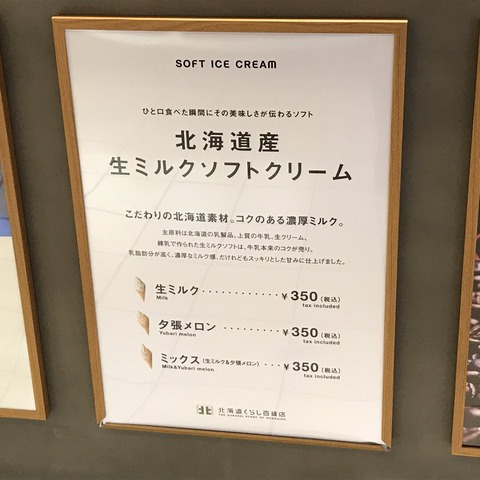 SOFT ICE CREAM
ひと口食べた瞬間にその美味しさが伝わるソフト
北海道産
生ミルクソフトクリーム
こだわりの北海道素材。コクのある濃厚ミルク。
主原料は北海道の乳製品。上質の牛乳、生クリーム、
練乳で作られた生ミルクソフトは、牛乳本来のコクが売り。
乳脂肪分が高く、濃厚なミルク感、だけれどもスッキリとした甘みに仕上げました。
生ミルク ・・・・・・・・・・・・ ¥350(税込)
Milk tax included
夕張メロン ・・・・・・・・・ ¥350(税込)
Yubari melon tax included
ミックス(生ミルク&夕張メロン)・・・・ ¥350(税込)
Milk&Yubari melon tax included
北海道くらし百貨店